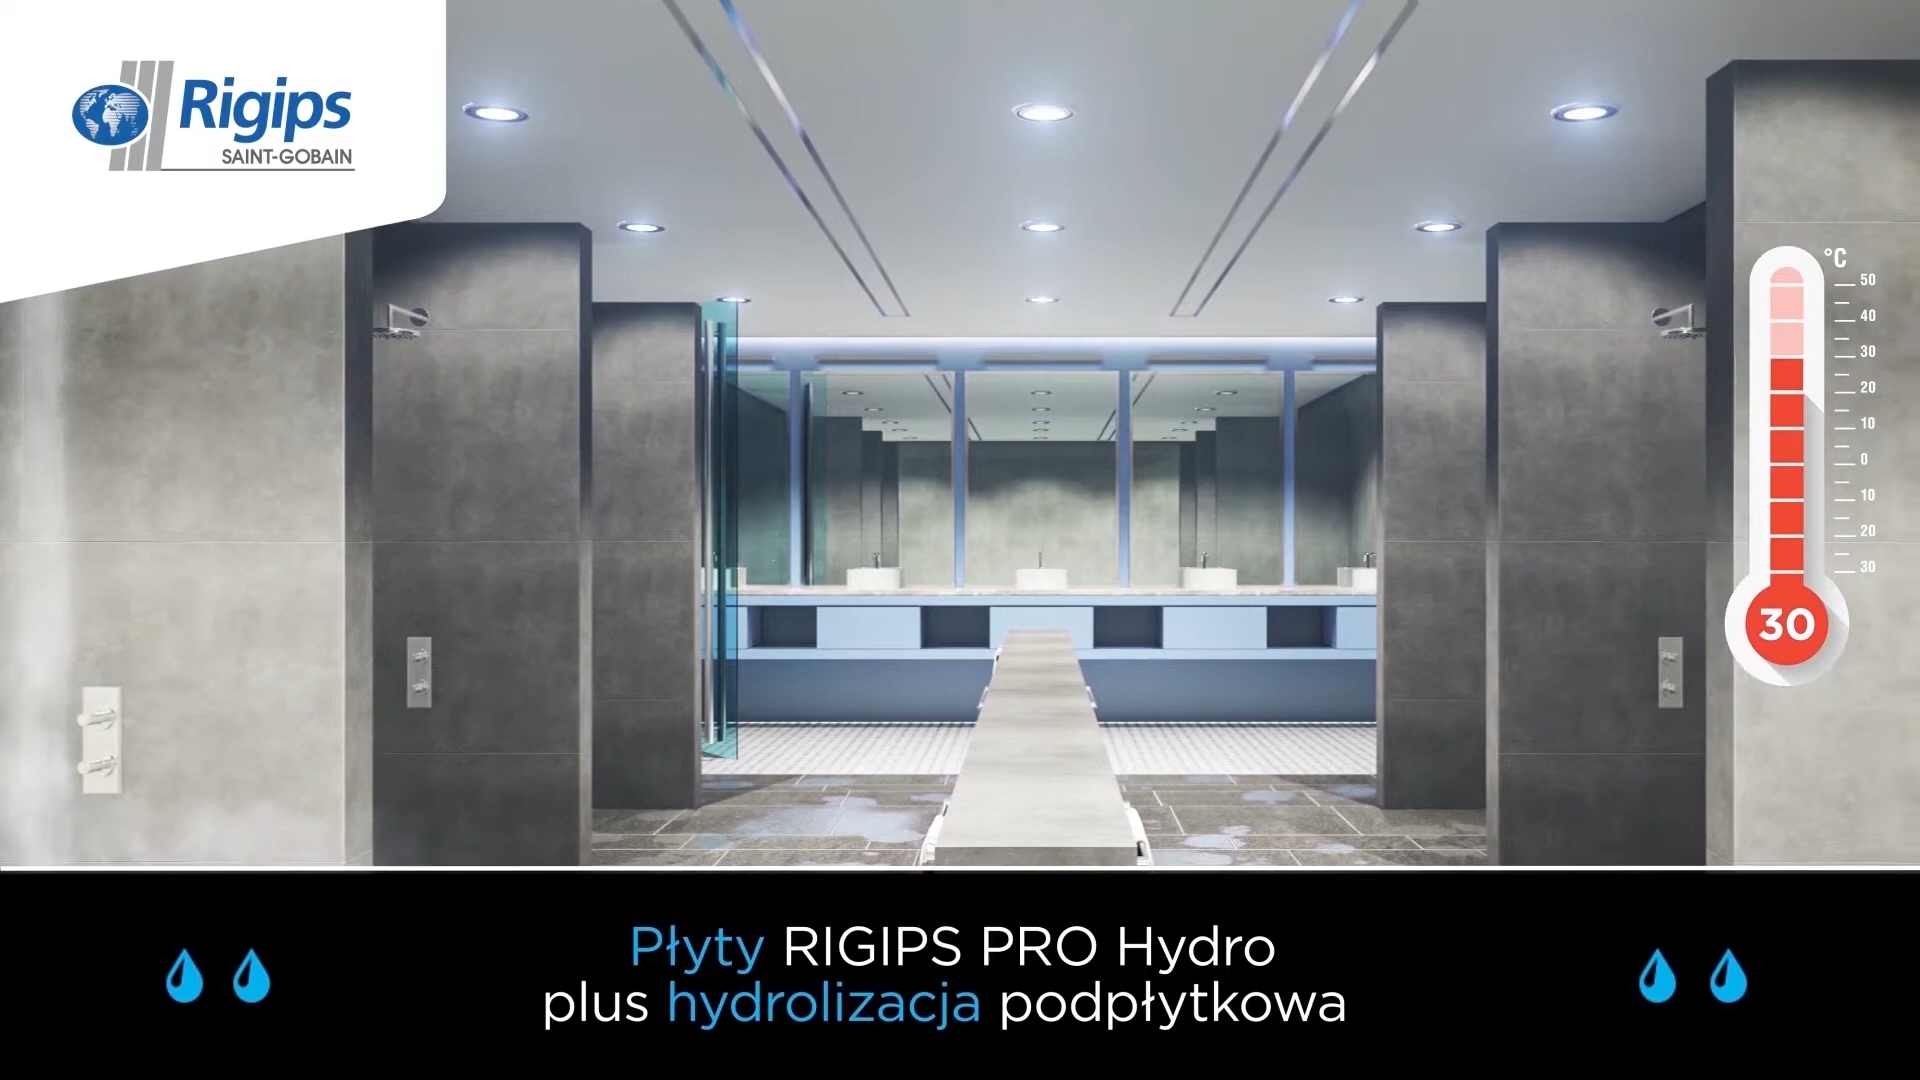 Rigips
SAINT-GOBAIN
°C
50
40
30
20
10
0
10
20
30
30
Płyty RIGIPS PRO Hydro
plus hydrolizacja podpłytkowa